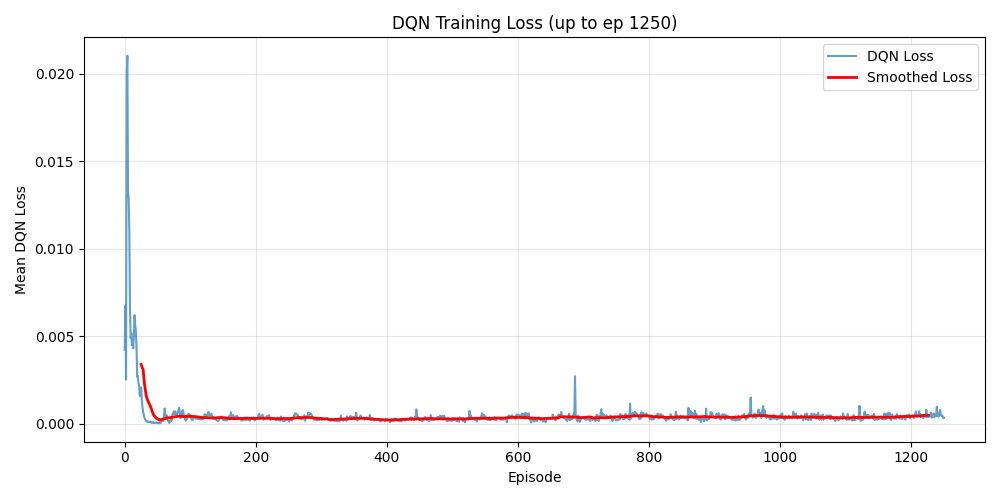 DQN Training Loss (up to ep 1250)
DQN Loss
Smoothed Loss
Mean DQN Loss
0.020
0.015
0.010
0.005
0.000
0 200 400 600 800 1000 1200
Episode